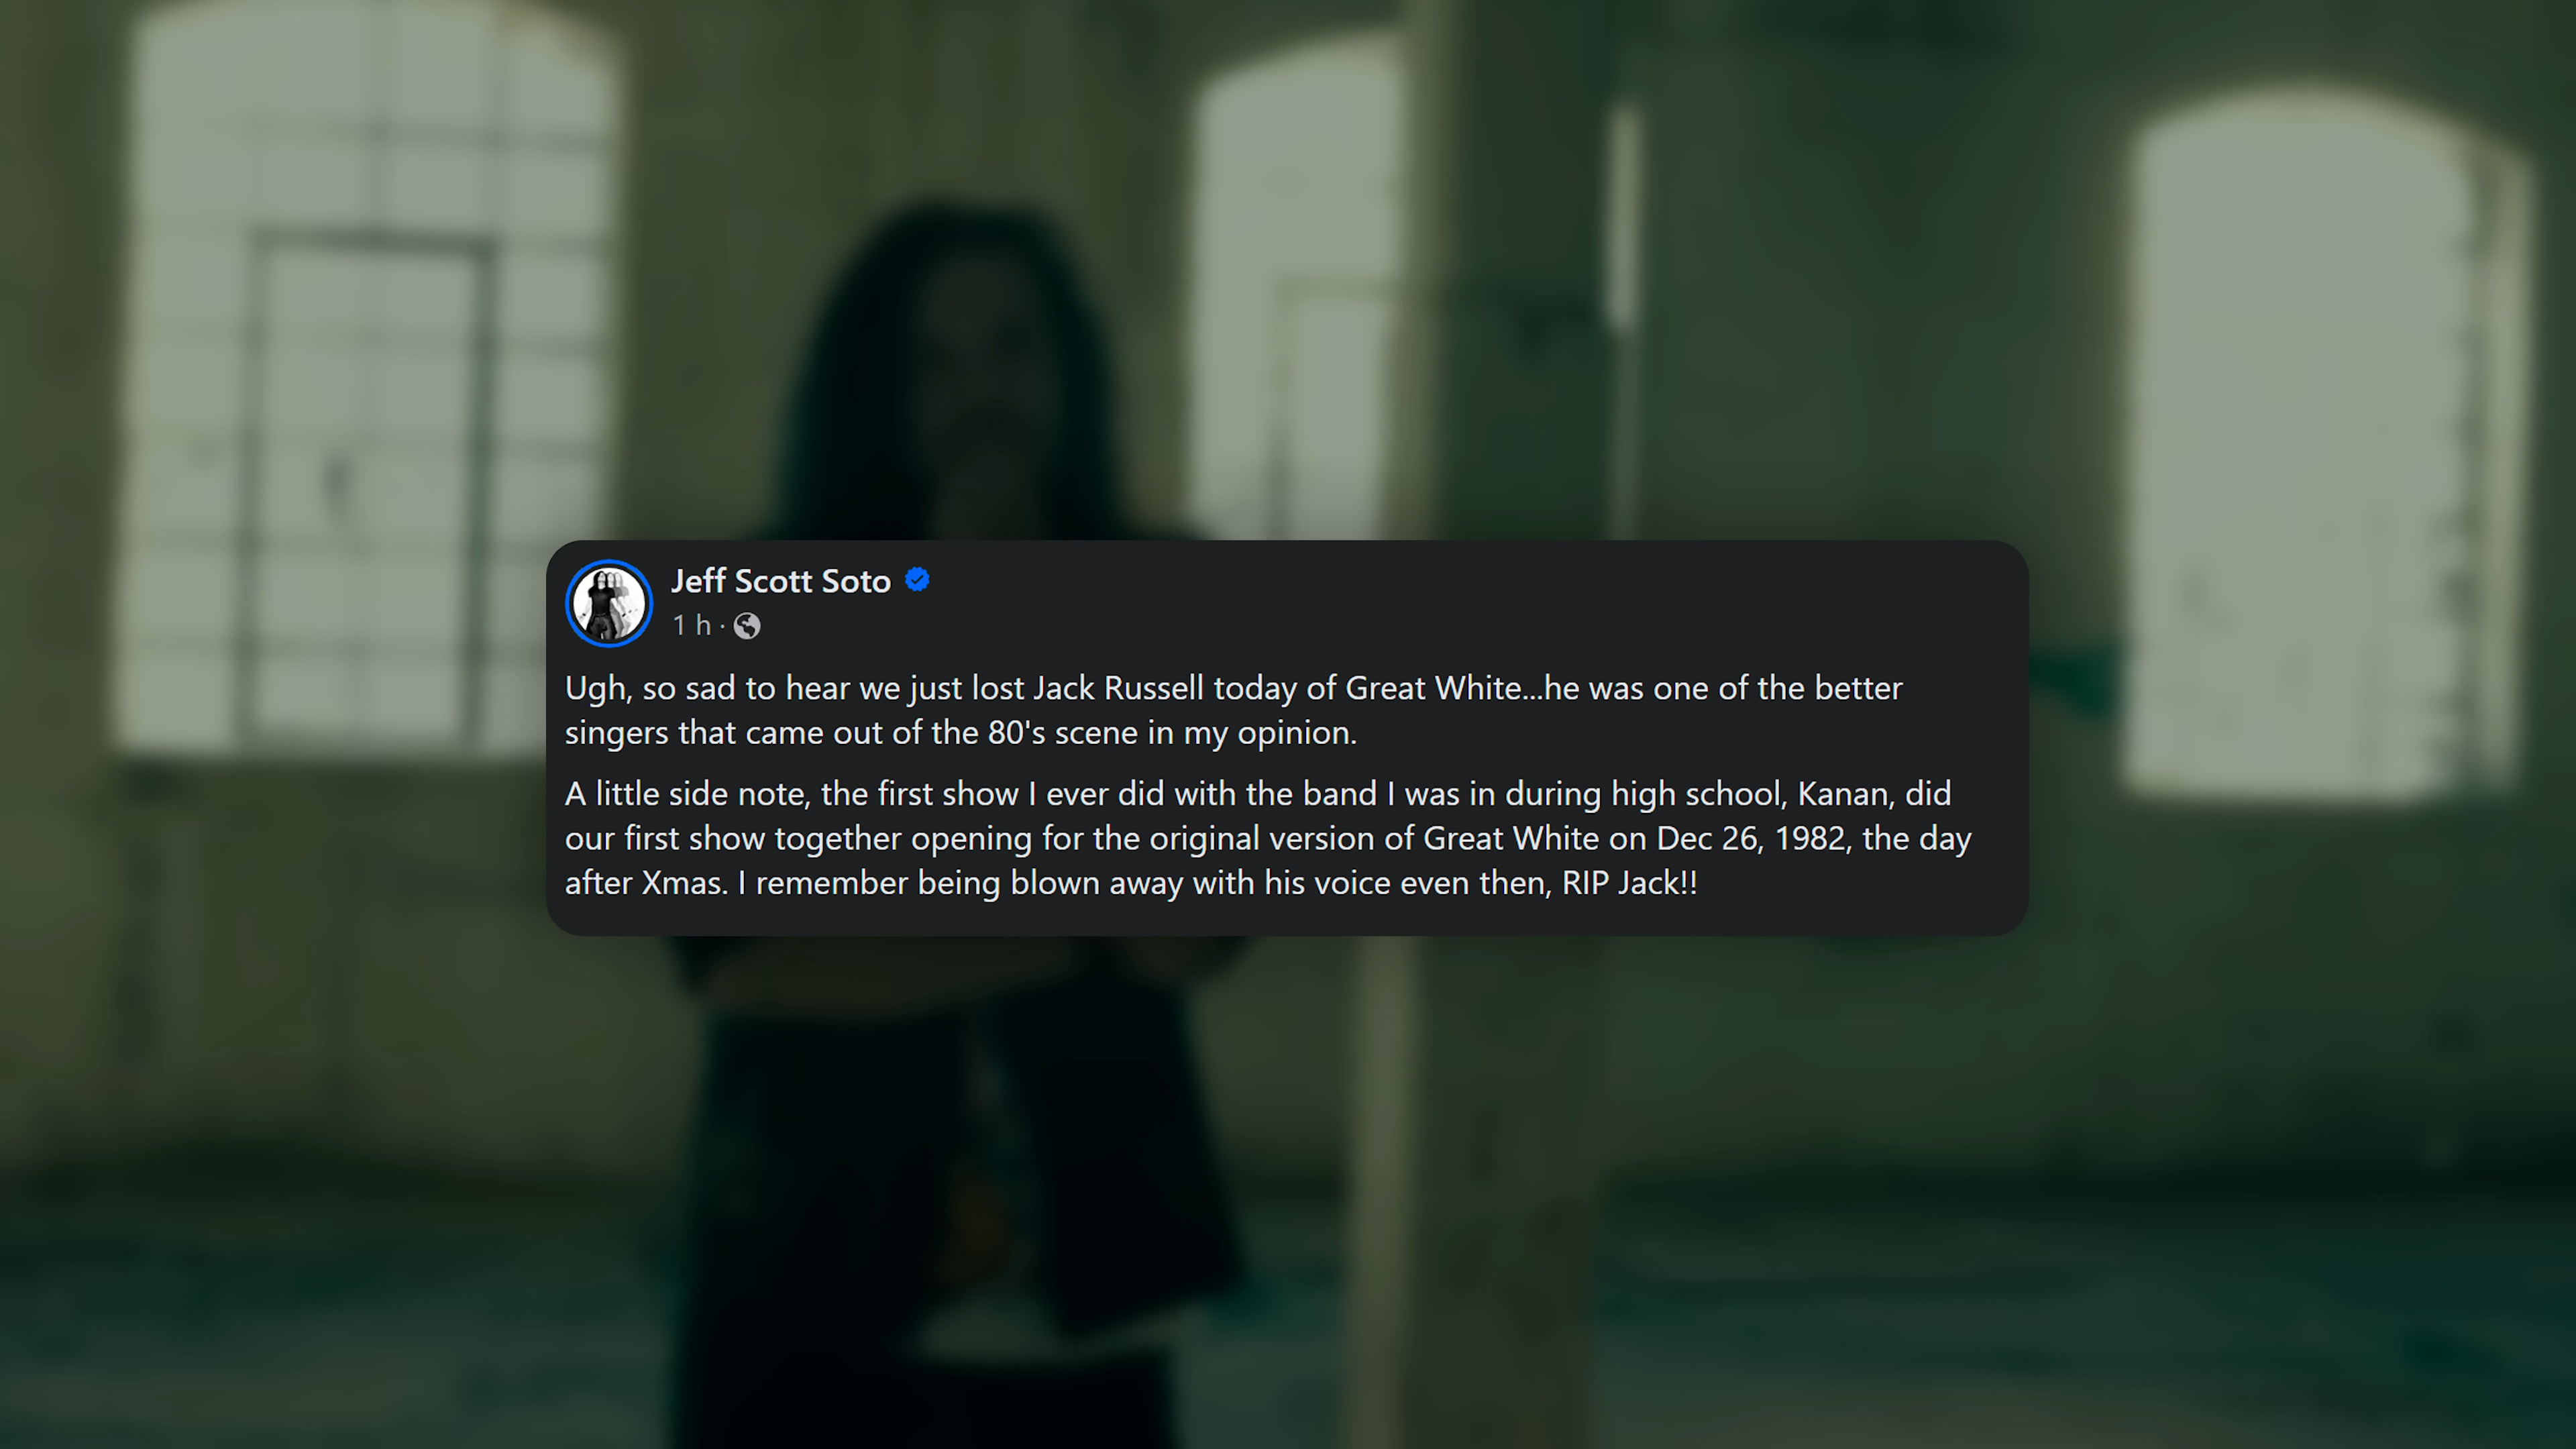 Jeff Scott Soto
1 h ·
Ugh, so sad to hear we just lost Jack Russell today of Great White...he was one of the better
singers that came out of the 80's scene in my opinion.
A little side note, the first show I ever did with the band I was in during high school, Kanan, did
our first show together opening for the original version of Great White on Dec 26, 1982, the day
after Xmas. I remember being blown away with his voice even then, RIP Jack!!